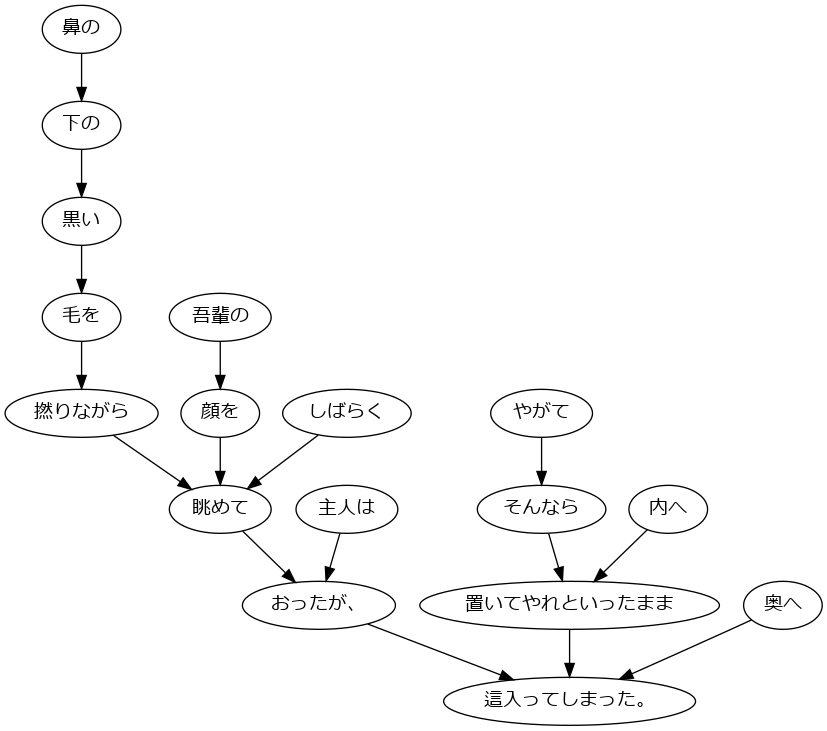 鼻の
下の
黒い
毛を
吾輩の
撚りながら
顔を
しばらく
やがて
眺めて
主人は
そんなら
内へ
おったが、
置いてやれといったまま
奥へ
這入ってしまった。